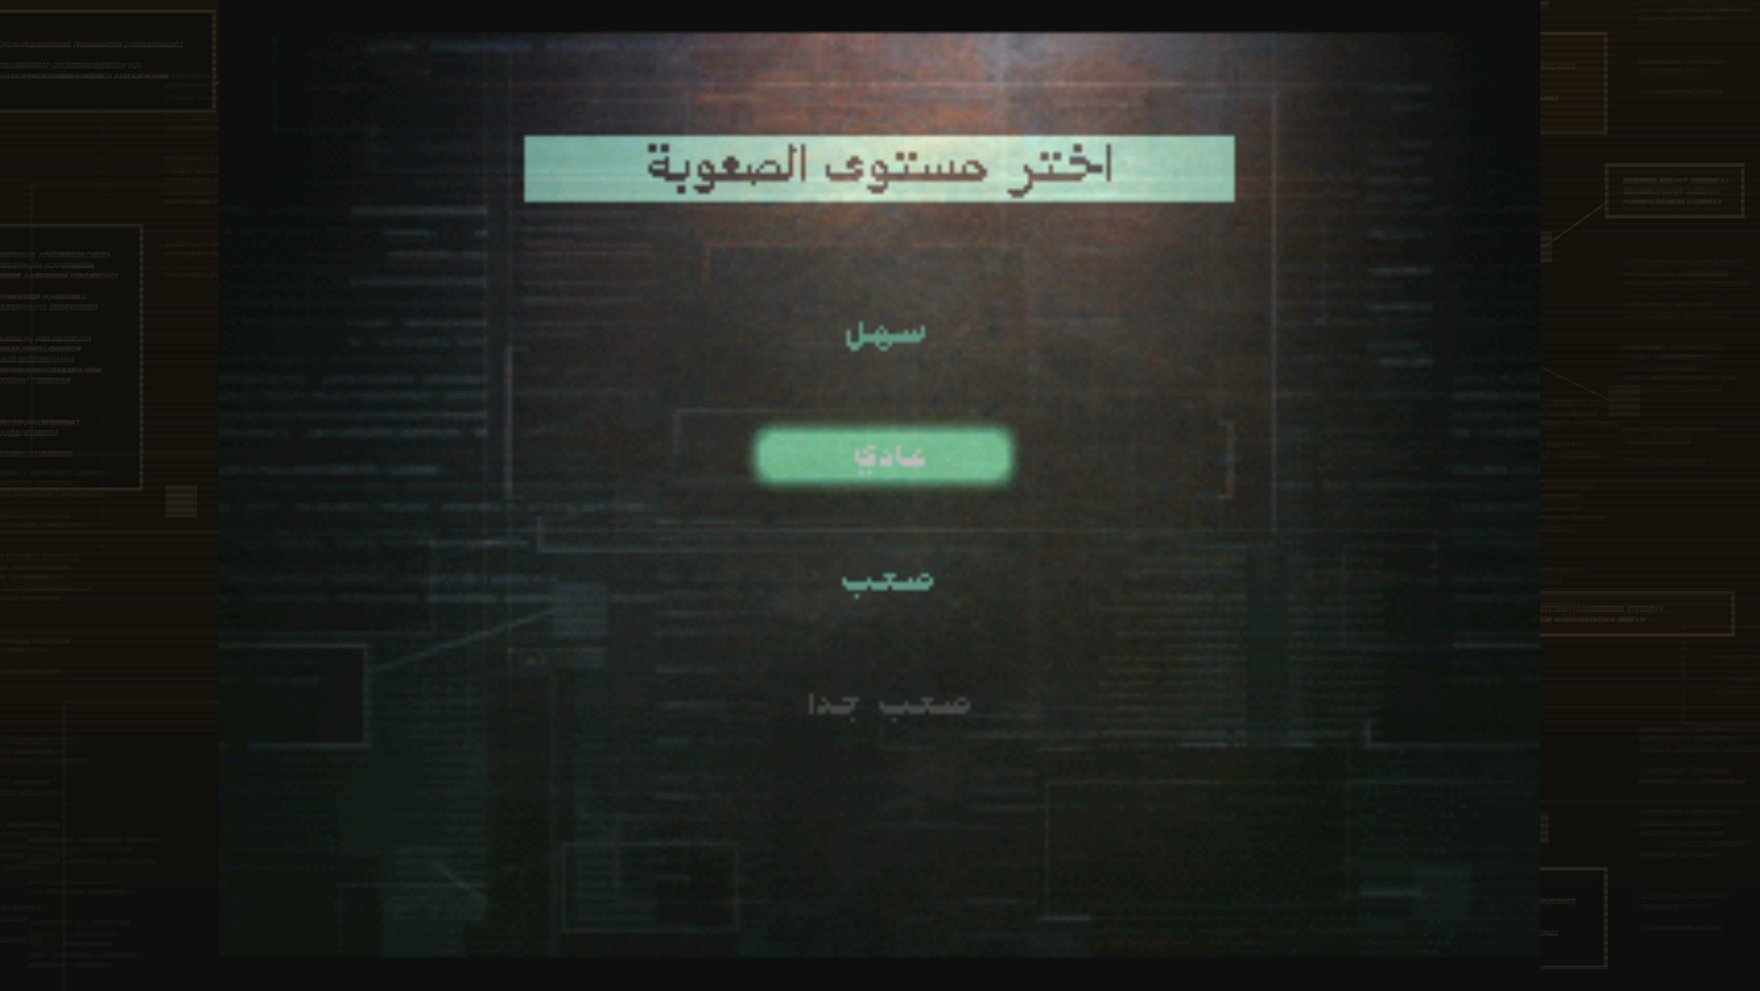 اختر مستوى الصعوبة
سهل
عادي
صعب
صعب جدا